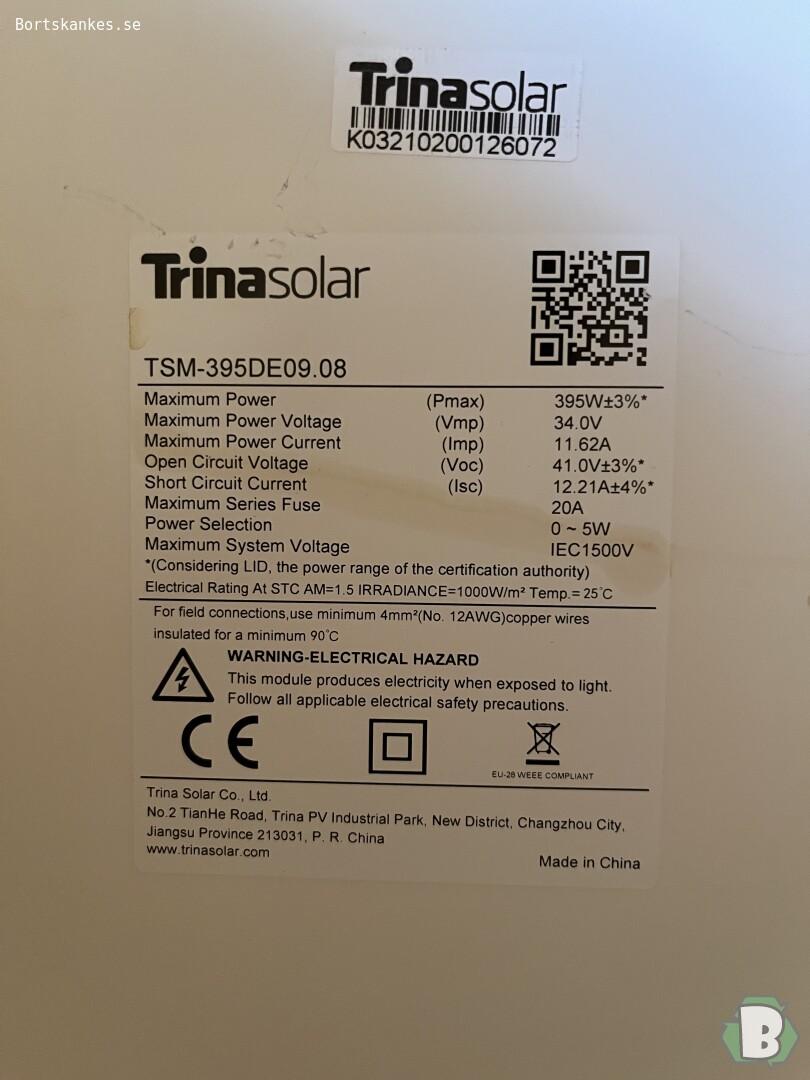 Bortskankes.se
Trinasolar
K03210200126072
Trinasolar
TSM-395DE09.08
Maximum Power (Pmax) 395W±3%*
Maximum Power Voltage (Vmp) 34.0V
Maximum Power Current (Imp) 11.62A
Open Circuit Voltage (Voc) 41.0V±3%*
Short Circuit Current (Isc) 12.21A±4%*
Maximum Series Fuse 20A
Power Selection 0 ~ 5W
Maximum System Voltage IEC1500V
*(Considering LID, the power range of the certification authority)
Electrical Rating At STC AM=1.5 IRRADIANCE=1000W/m² Temp.= 25°C
For field connections,use minimum 4mm²(No. 12AWG)copper wires
insulated for a minimum 90°C
WARNING-ELECTRICAL HAZARD
This module produces electricity when exposed to light.
Follow all applicable electrical safety precautions.
CE
EU-28 WEEE COMPLIANT
Trina Solar Co., Ltd.
No.2 TianHe Road, Trina PV Industrial Park, New District, Changzhou City,
Jiangsu Province 213031, P. R. China
www.trinasolar.com
Made in China
B